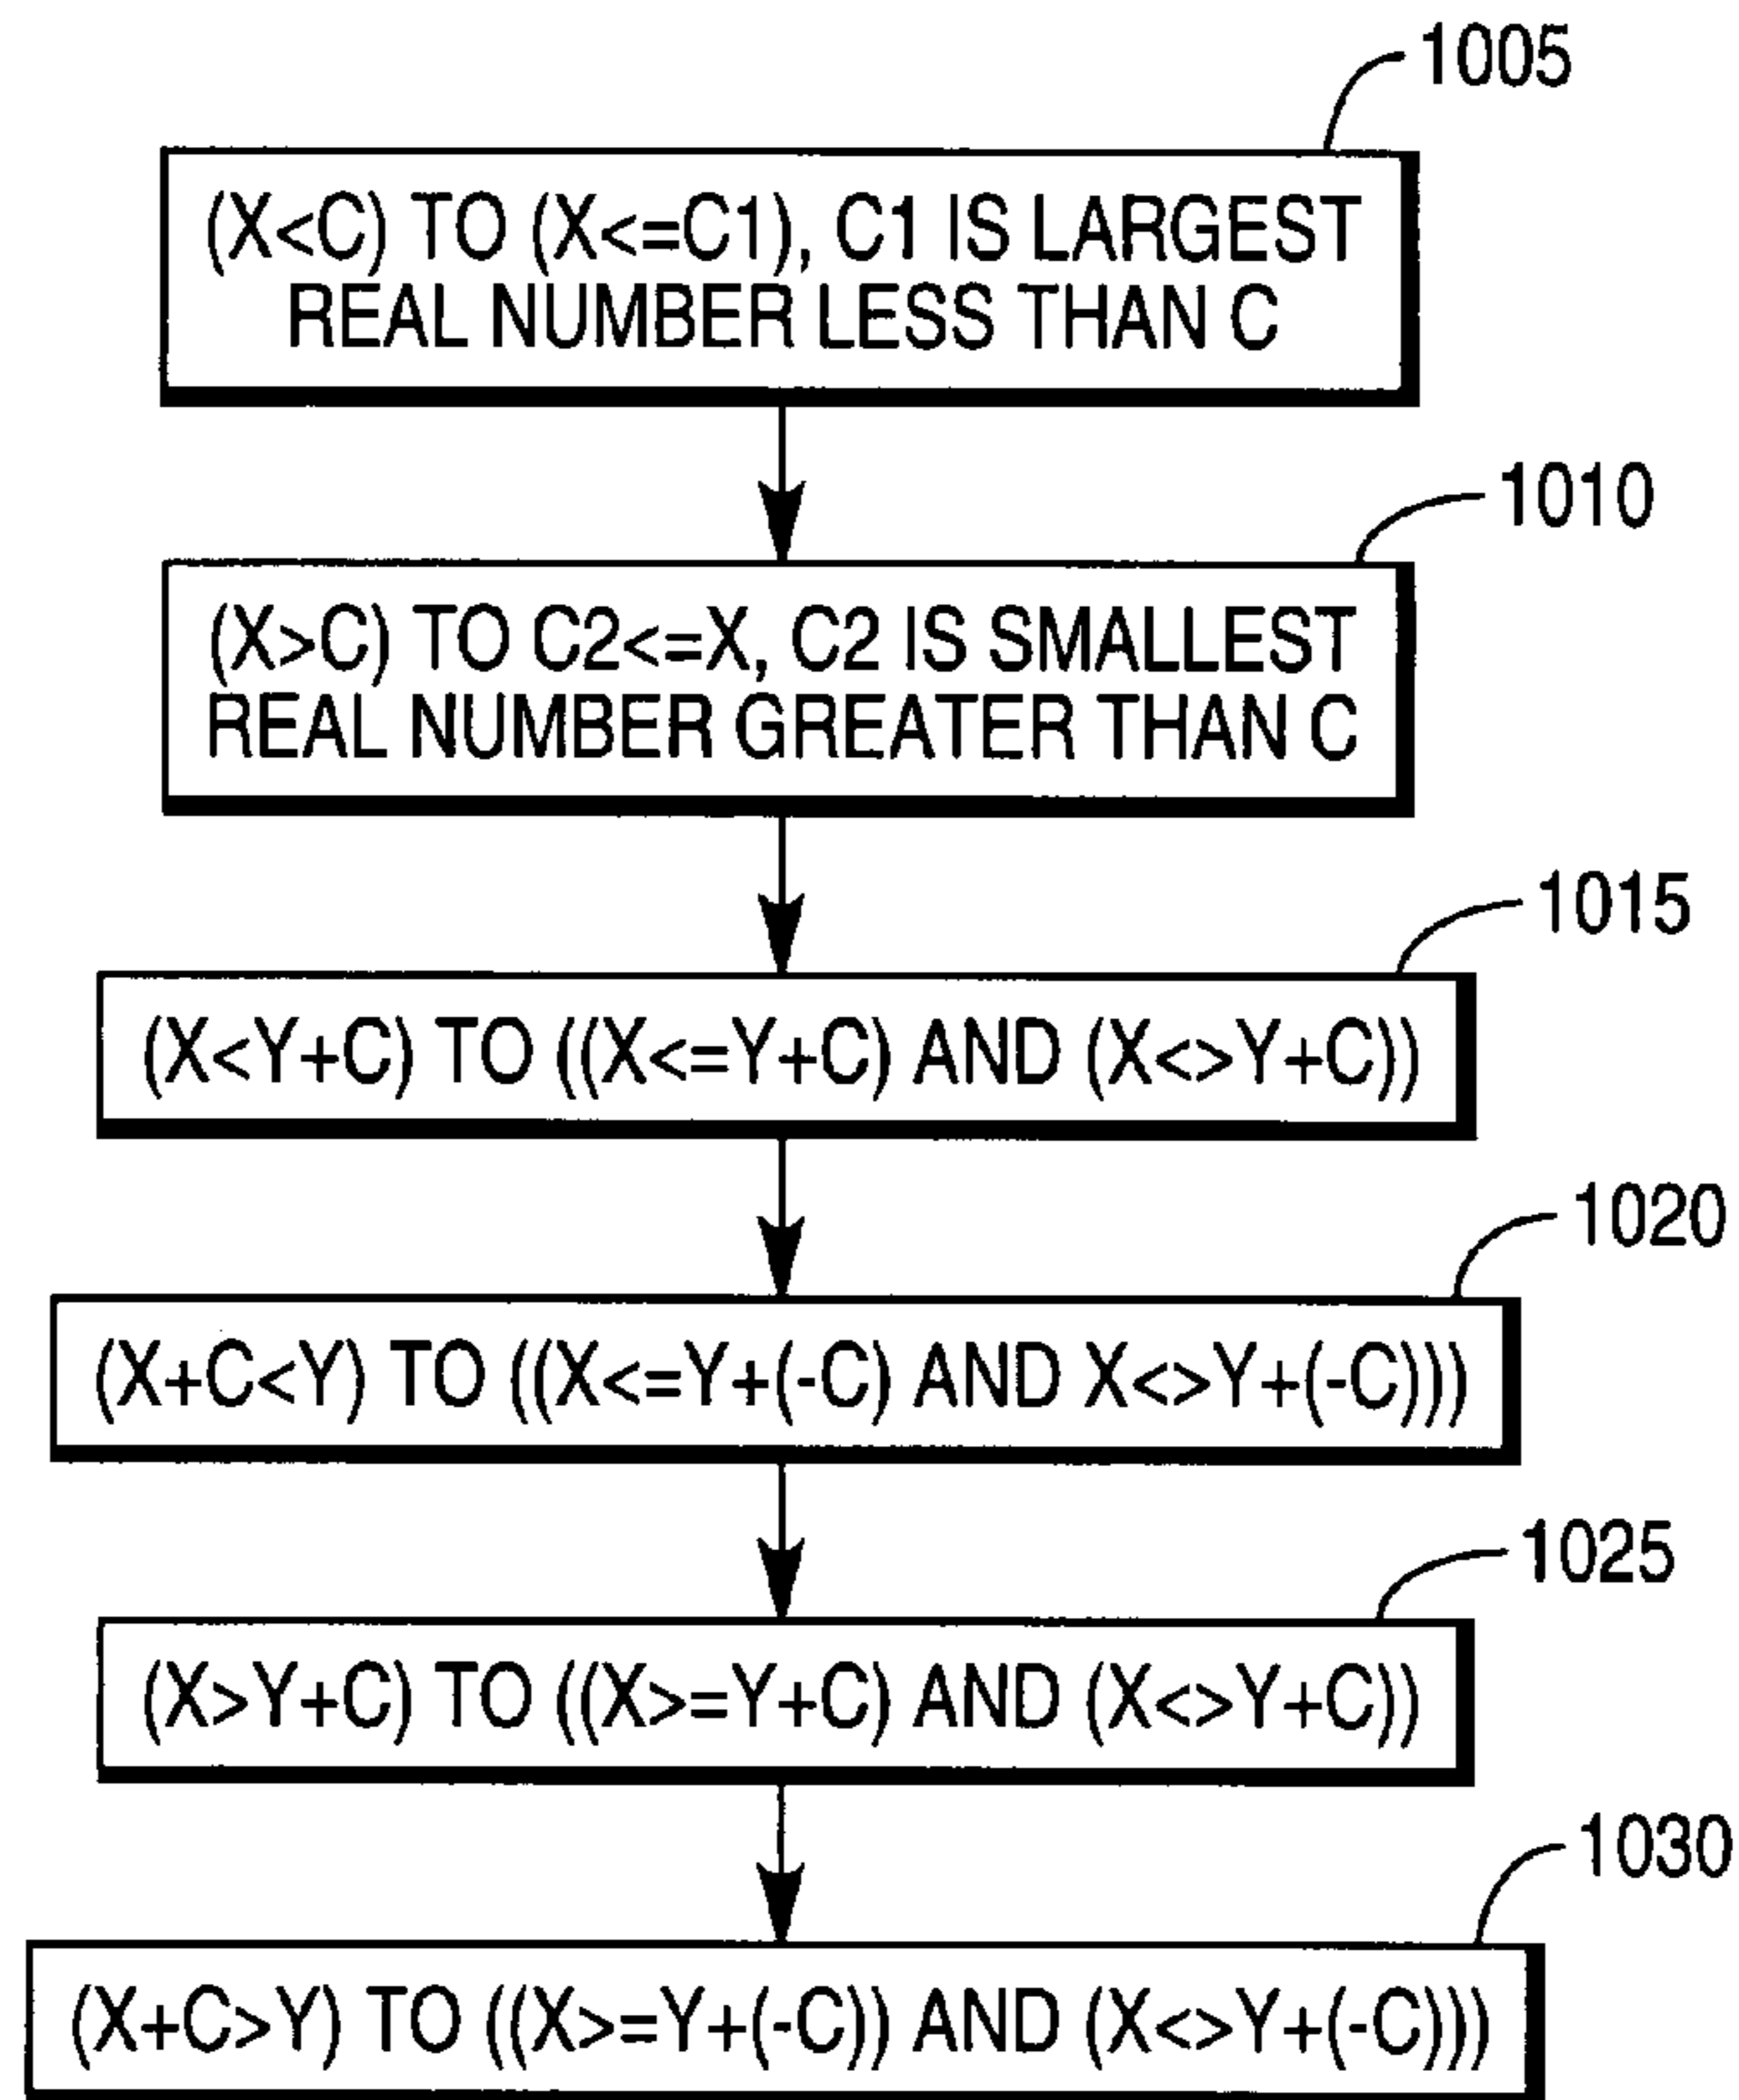 1005
(X<C) TO (X<=C1), C1 IS LARGEST
REAL NUMBER LESS THAN C
1010
(X>C) TO C2<=X, C2 IS SMALLEST
REAL NUMBER GREATER THAN C
1015
(X<Y+C) TO ((X<=Y+C) AND (X<>Y+C))
1020
(X+C<Y) TO ((X<=Y+(-C) AND X<>Y+(-C)))
1025
(X>Y+C) TO ((X>=Y+C) AND (X<>Y+C))
1030
(X+C>Y) TO ((X>=Y+(-C)) AND (X<>Y+(-C)))